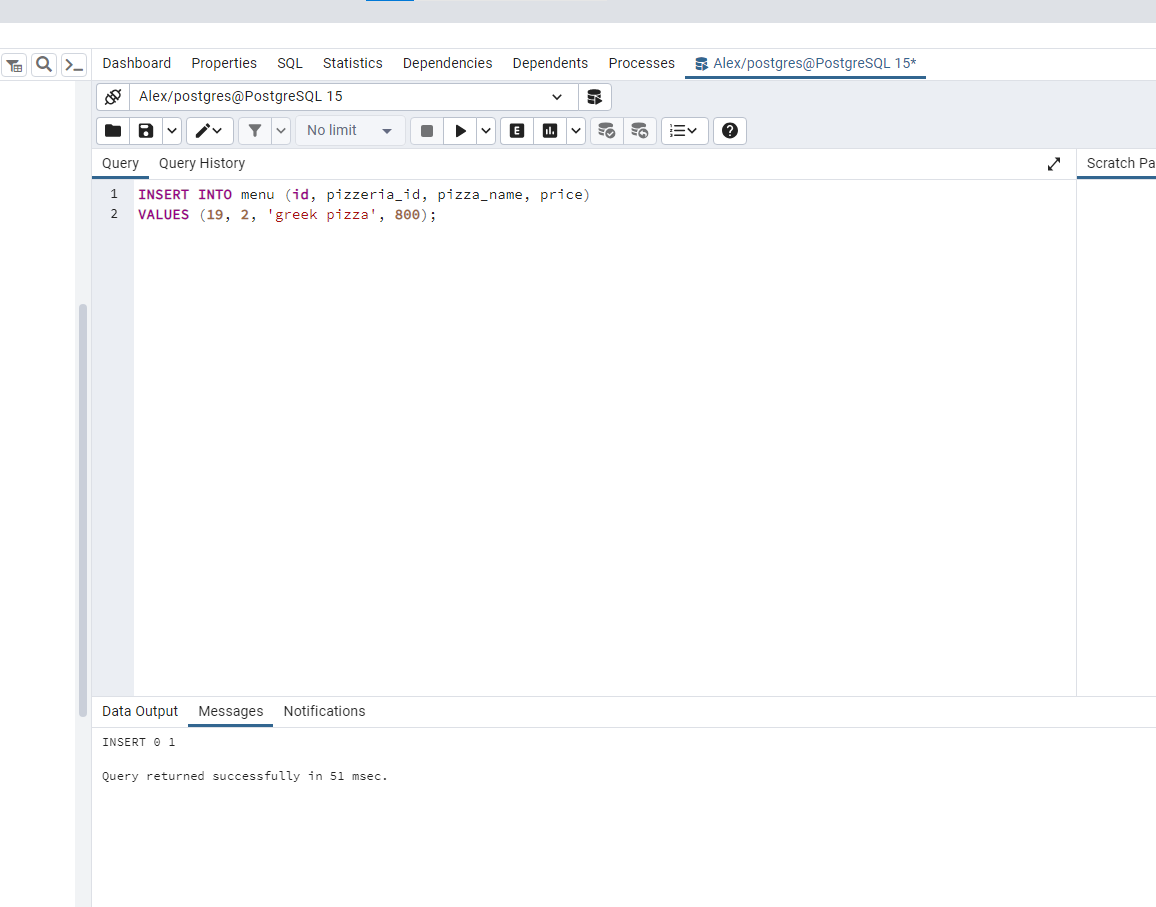 Dashboard Properties SQL Statistics Dependencies Dependents Processes Alex/postgres@PostgreSQL 15*
Alex/postgres@PostgreSQL 15
No limit E
Query Query History Scratch Pa
1 INSERT INTO menu (id, pizzeria_id, pizza_name, price)
2 VALUES (19, 2, 'greek pizza', 800);
Data Output Messages Notifications
INSERT 0 1
Query returned successfully in 51 msec.